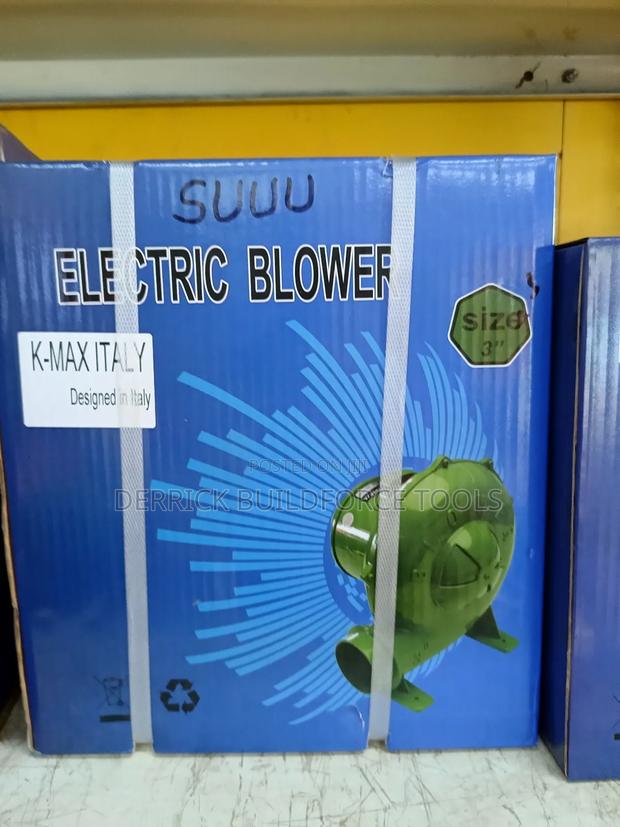 SUUU
ELECTRIC BLOWER
size
3"
K-MAX ITALY
Designed in Italy
POSTED ON JIJI
DERRICK BUILDFORCE TOOLS